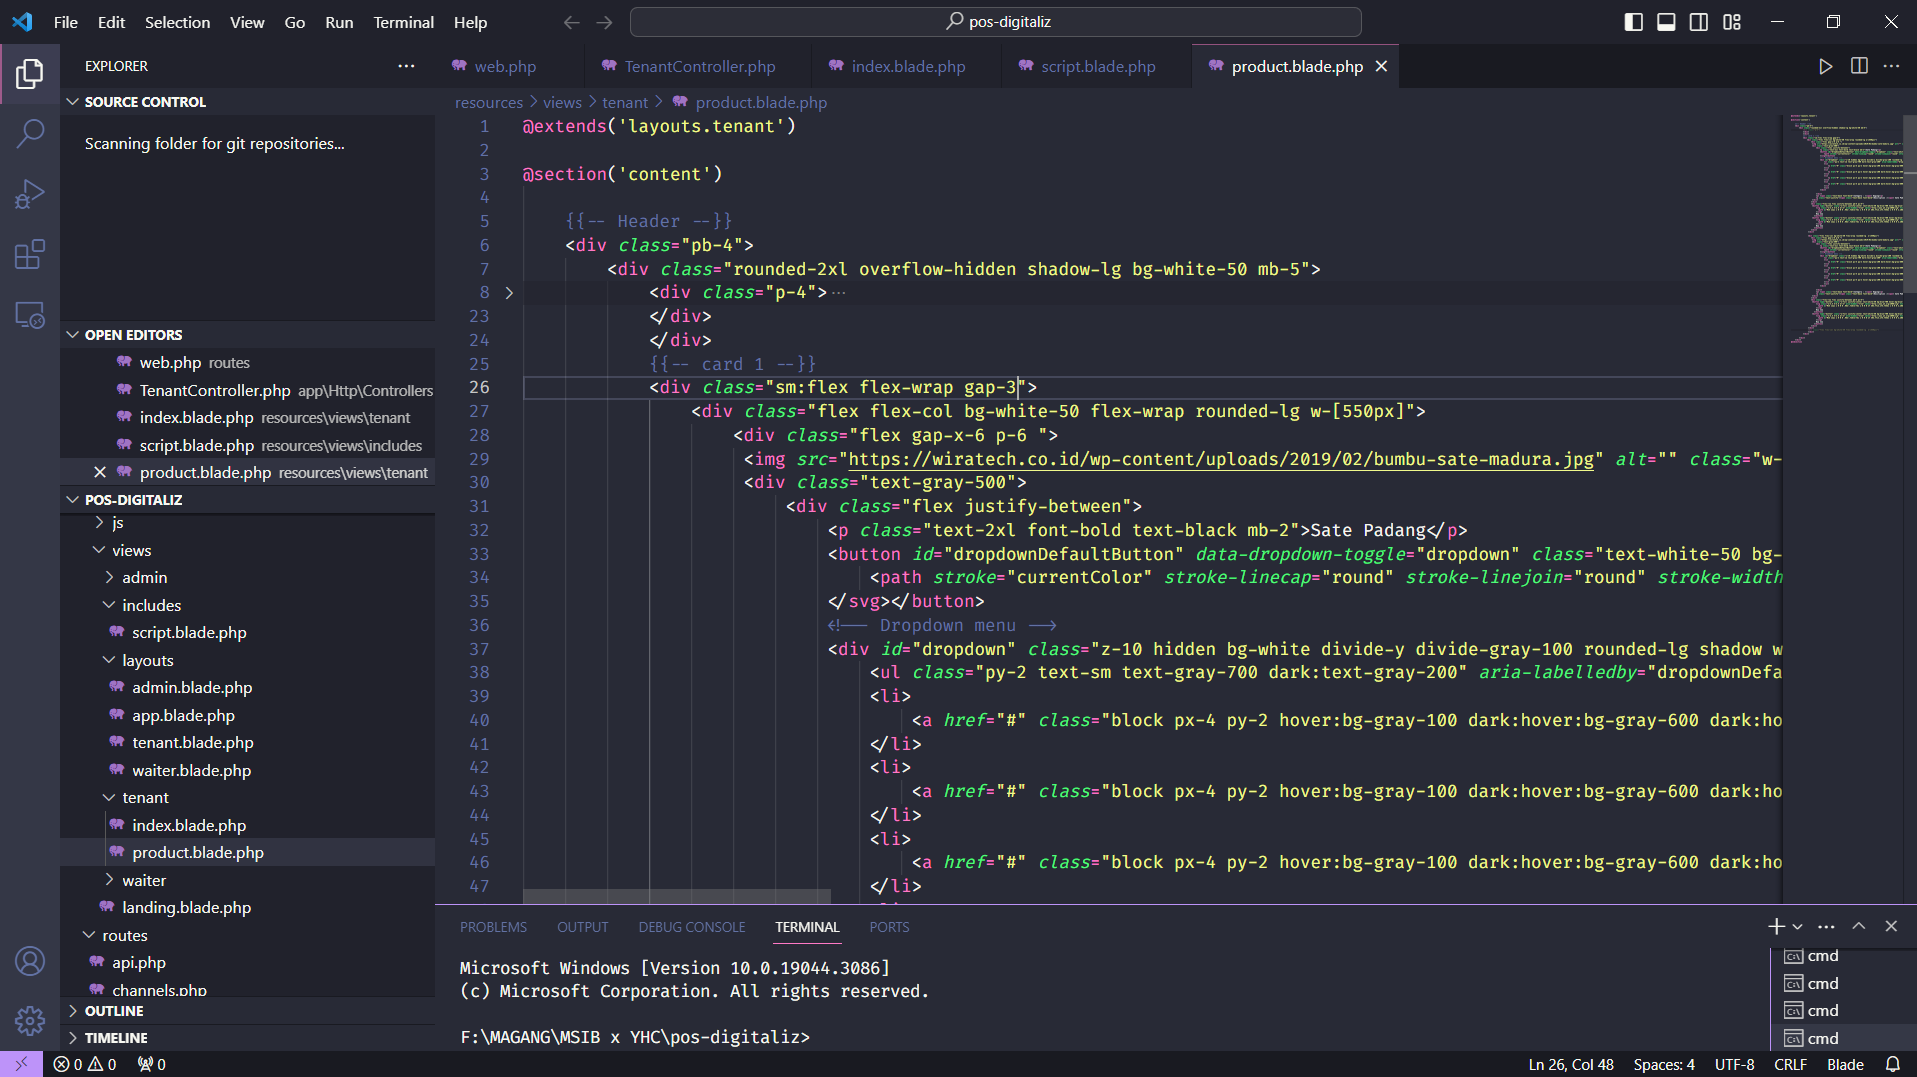 File Edit Selection View Go Run Terminal Help
pos-digitaliz
EXPLORER
SOURCE CONTROL
Scanning folder for git repositories...
OPEN EDITORS
web.php routes
TenantController.php app\Http\Controllers
index.blade.php resources\views\tenant
script.blade.php resources\views\includes
product.blade.php resources\views\tenant
POS-DIGITALIZ
js
views
admin
includes
script.blade.php
layouts
admin.blade.php
app.blade.php
tenant.blade.php
waiter.blade.php
tenant
index.blade.php
product.blade.php
waiter
landing.blade.php
routes
api.php
channels.php
OUTLINE
TIMELINE
web.php TenantController.php index.blade.php script.blade.php product.blade.php
resources > views > tenant > product.blade.php
1 @extends('layouts.tenant')
2
3 @section('content')
4
5 {{-- Header --}}
6 <div class="pb-4">
7 <div class="rounded-2xl overflow-hidden shadow-lg bg-white-50 mb-5">
8 <div class="p-4"> ...
23 </div>
24 </div>
25 {{-- card 1 --}}
26 <div class="sm:flex flex-wrap gap-3">
27 <div class="flex flex-col bg-white-50 flex-wrap rounded-lg w-[550px]">
28 <div class="flex gap-x-6 p-6 ">
29 <img src="https://wiratech.co.id/wp-content/uploads/2019/02/bumbu-sate-madura.jpg" alt="" class="w-
30 <div class="text-gray-500">
31 <div class="flex justify-between">
32 <p class="text-2xl font-bold text-black mb-2">Sate Padang</p>
33 <button id="dropdownDefaultButton" data-dropdown-toggle="dropdown" class="text-white-50 bg-
34 <path stroke="currentColor" stroke-linecap="round" stroke-linejoin="round" stroke-width
35 </svg></button>
36 <!-- Dropdown menu -->
37 <div id="dropdown" class="z-10 hidden bg-white divide-y divide-gray-100 rounded-lg shadow w
38 <ul class="py-2 text-sm text-gray-700 dark:text-gray-200" aria-labelledby="dropdownDefa
39 <li>
40 <a href="#" class="block px-4 py-2 hover:bg-gray-100 dark:hover:bg-gray-600 dark:ho
41 </li>
42 <li>
43 <a href="#" class="block px-4 py-2 hover:bg-gray-100 dark:hover:bg-gray-600 dark:ho
44 </li>
45 <li>
46 <a href="#" class="block px-4 py-2 hover:bg-gray-100 dark:hover:bg-gray-600 dark:ho
47 </li>
PROBLEMS OUTPUT DEBUG CONSOLE TERMINAL PORTS
Microsoft Windows [Version 10.0.19044.3086]
(c) Microsoft Corporation. All rights reserved.
F:\MAGANG\MSIB x YHC\pos-digitaliz>
cmd
cmd
cmd
cmd
0 0 0 Ln 26, Col 48 Spaces: 4 UTF-8 CRLF Blade